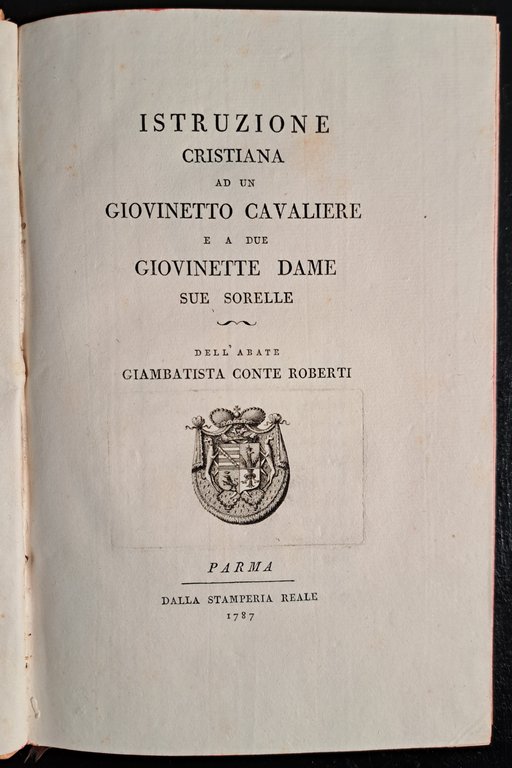 ISTRUZIONE
CRISTIANA
AD UN
GIOVINETTO CAVALIERE
E A DUE
GIOVINETTE DAME
SUE SORELLE
DELL'ABATE
GIAMBATISTA CONTE ROBERTI
PARMA
DALLA STAMPERIA REALE
1787